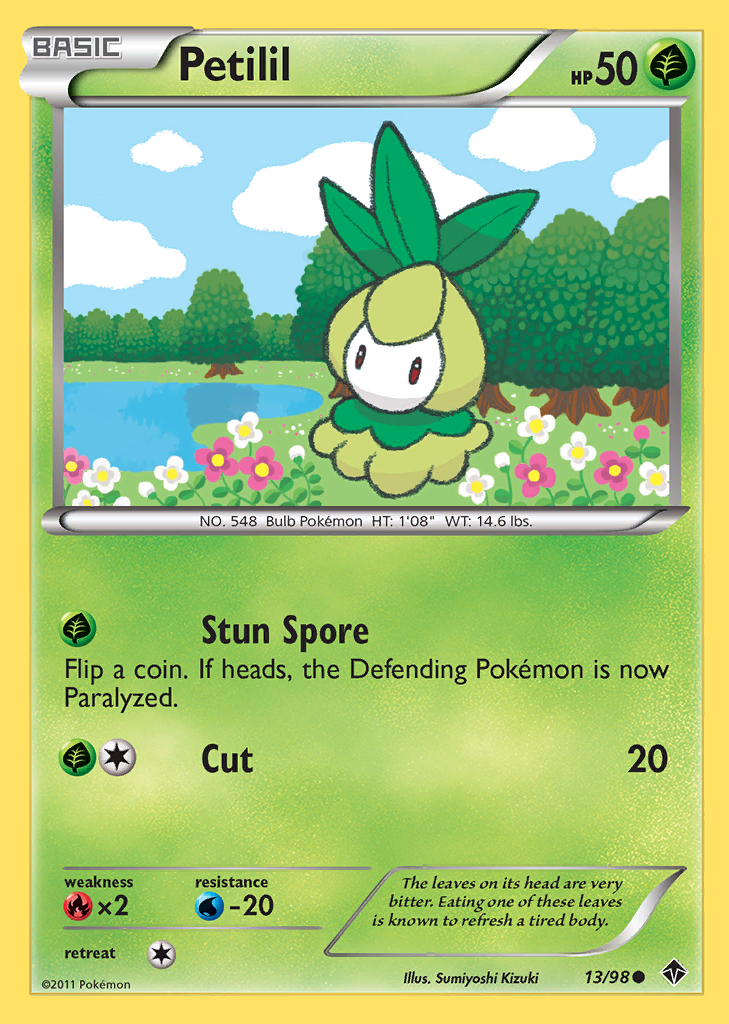 BASIC Petilil HP 50
NO. 548 Bulb Pokémon HT: 1'08" WT: 14.6 lbs.
Stun Spore
Flip a coin. If heads, the Defending Pokémon is now
Paralyzed.
Cut 20
weakness resistance
×2 -20
The leaves on its head are very
bitter. Eating one of these leaves
is known to refresh a tired body.
retreat
©2011 Pokémon Illus. Sumiyoshi Kizuki 13/98